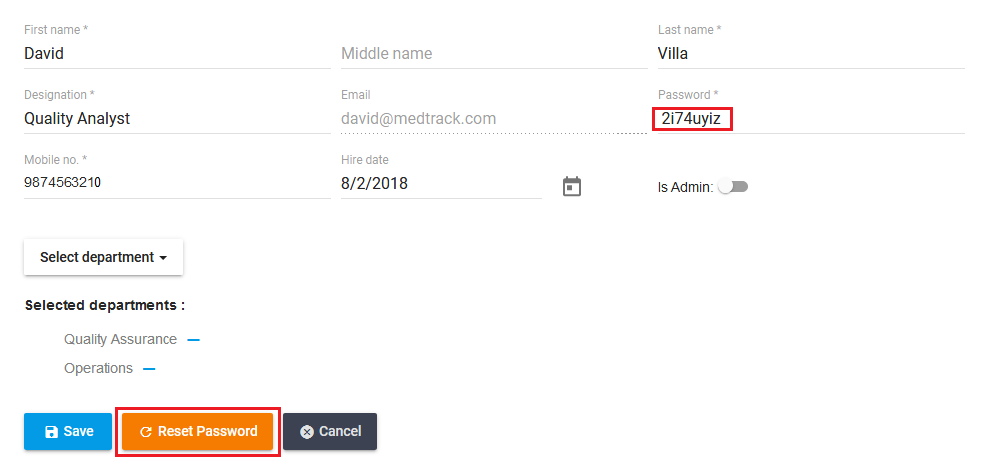 First name * Last name *
David Middle name Villa
Designation * Email Password *
Quality Analyst david@medtrack.com 2i74uyiz
Mobile no. * Hire date
9874563210 8/2/2018 Is Admin:
Select department
Selected departments :
Quality Assurance
Operations
Save Reset Password Cancel